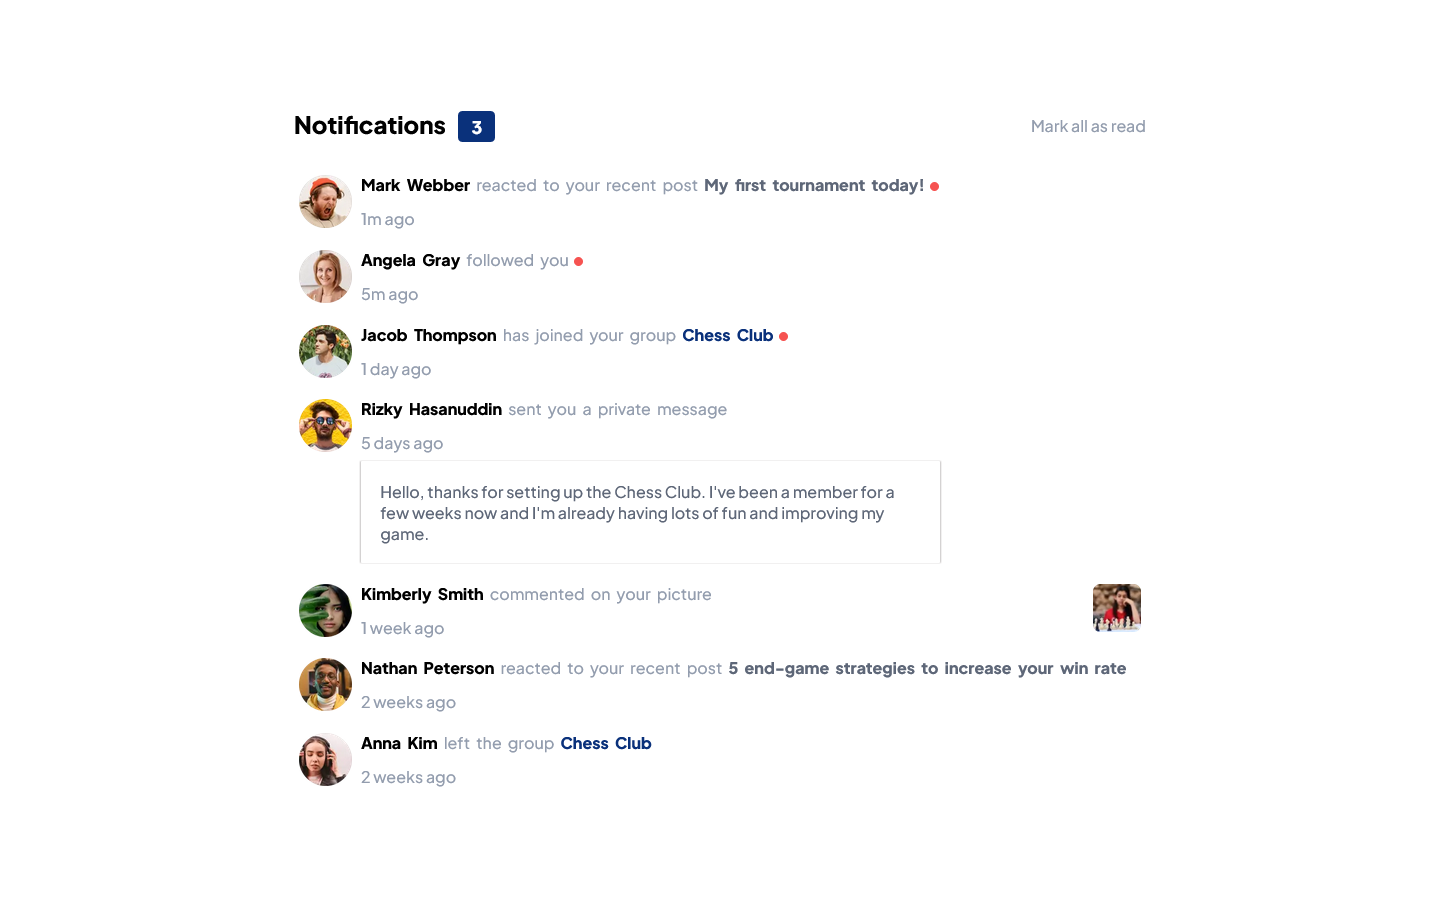 Notifications 3
Mark all as read
Mark Webber reacted to your recent post My first tournament today!
1m ago
Angela Gray followed you
5m ago
Jacob Thompson has joined your group Chess Club
1 day ago
Rizky Hasanuddin sent you a private message
5 days ago
Hello, thanks for setting up the Chess Club. I've been a member for a
few weeks now and I'm already having lots of fun and improving my
game.
Kimberly Smith commented on your picture
1 week ago
Nathan Peterson reacted to your recent post 5 end-game strategies to increase your win rate
2 weeks ago
Anna Kim left the group Chess Club
2 weeks ago